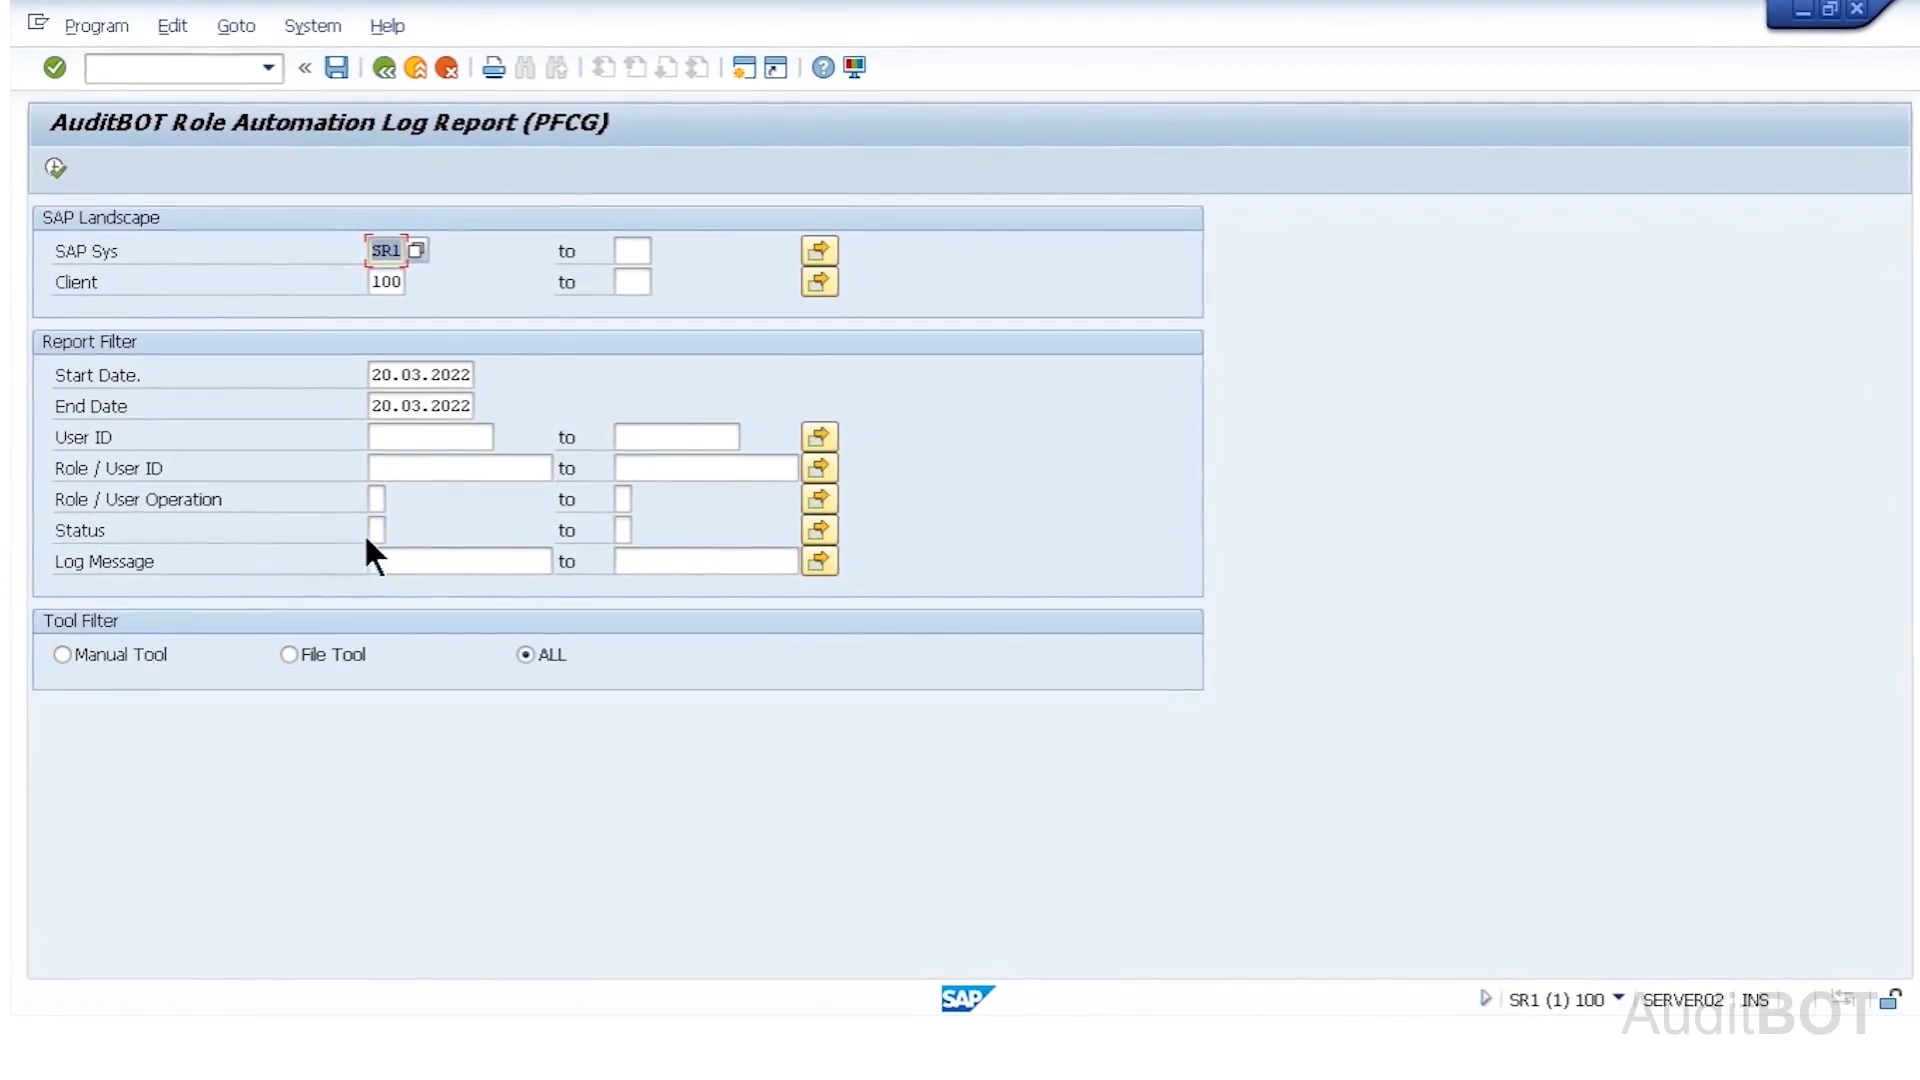 Program Edit Goto System Help
AuditBOT Role Automation Log Report (PFCG)
SAP Landscape
SAP Sys SR1 to
Client 100 to
Report Filter
Start Date. 20.03.2022
End Date 20.03.2022
User ID to
Role / User ID to
Role / User Operation to
Status to
Log Message to
Tool Filter
Manual Tool File Tool ALL
SAP SR1 (1) 100 SERVER02 INS
AuditBOT